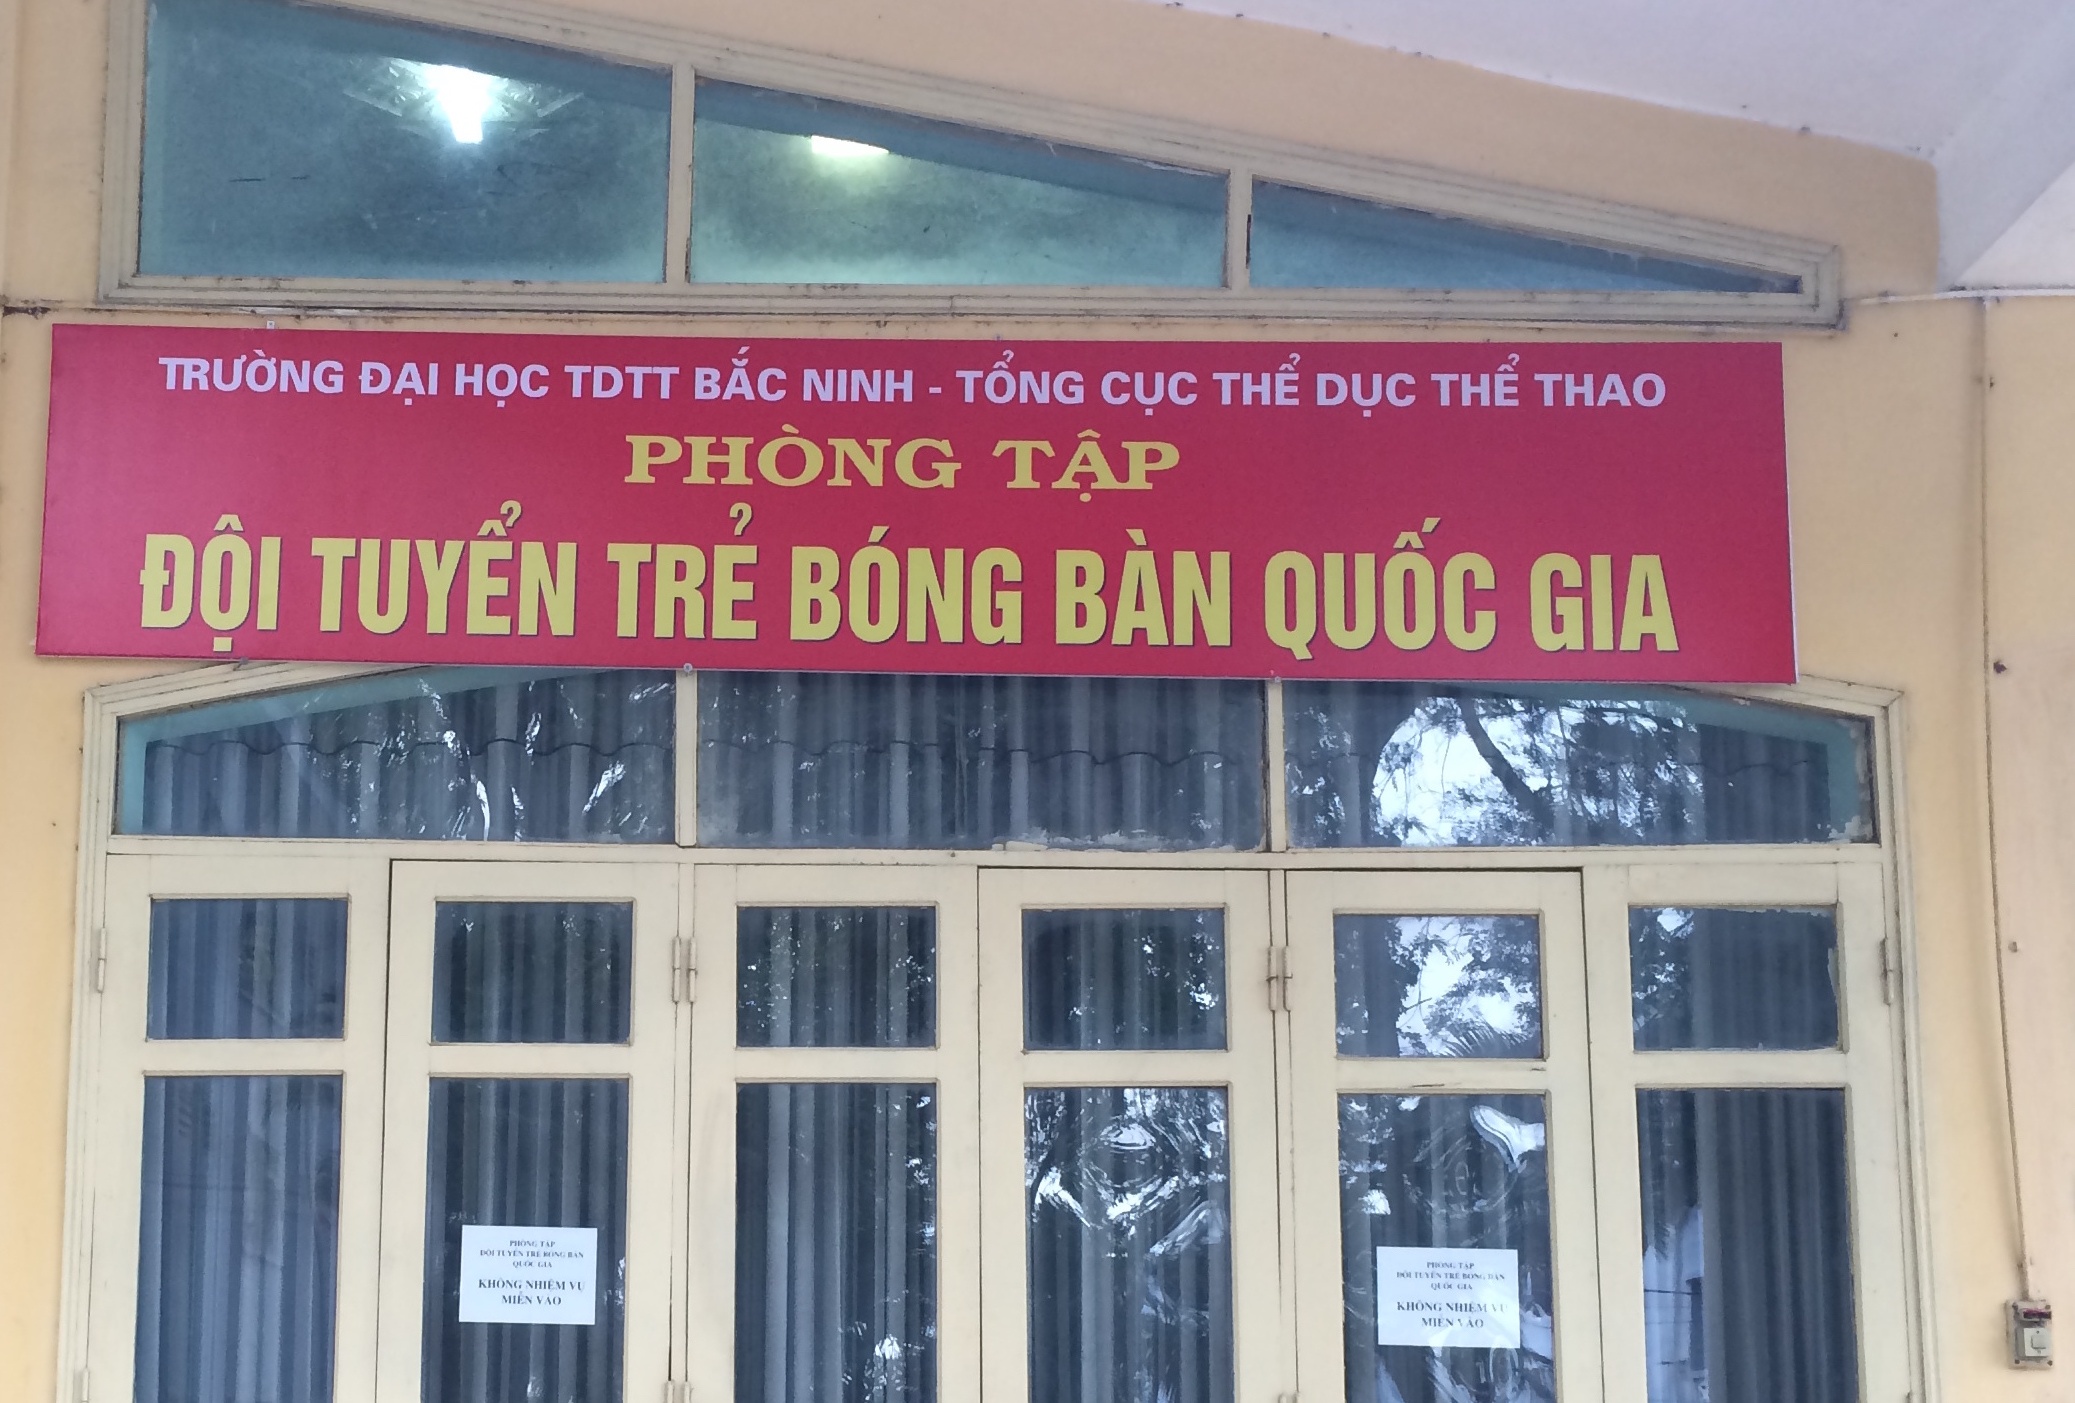 TRƯỜNG ĐẠI HỌC TDTT BẮC NINH - TỔNG CỤC THỂ DỤC THỂ THAO
PHÒNG TẬP
ĐỘI TUYỂN TRẺ BÓNG BÀN QUỐC GIA
PHÒNG TẬP
ĐỘI TUYỂN TRẺ BÓNG BÀN
QUỐC GIA
KHÔNG NHIỆM VỤ
MIỄN VÀO
PHÒNG TẬP
ĐỘI TUYỂN TRẺ BÓNG BÀN
QUỐC GIA
KHÔNG NHIỆM VỤ
MIỄN VÀO